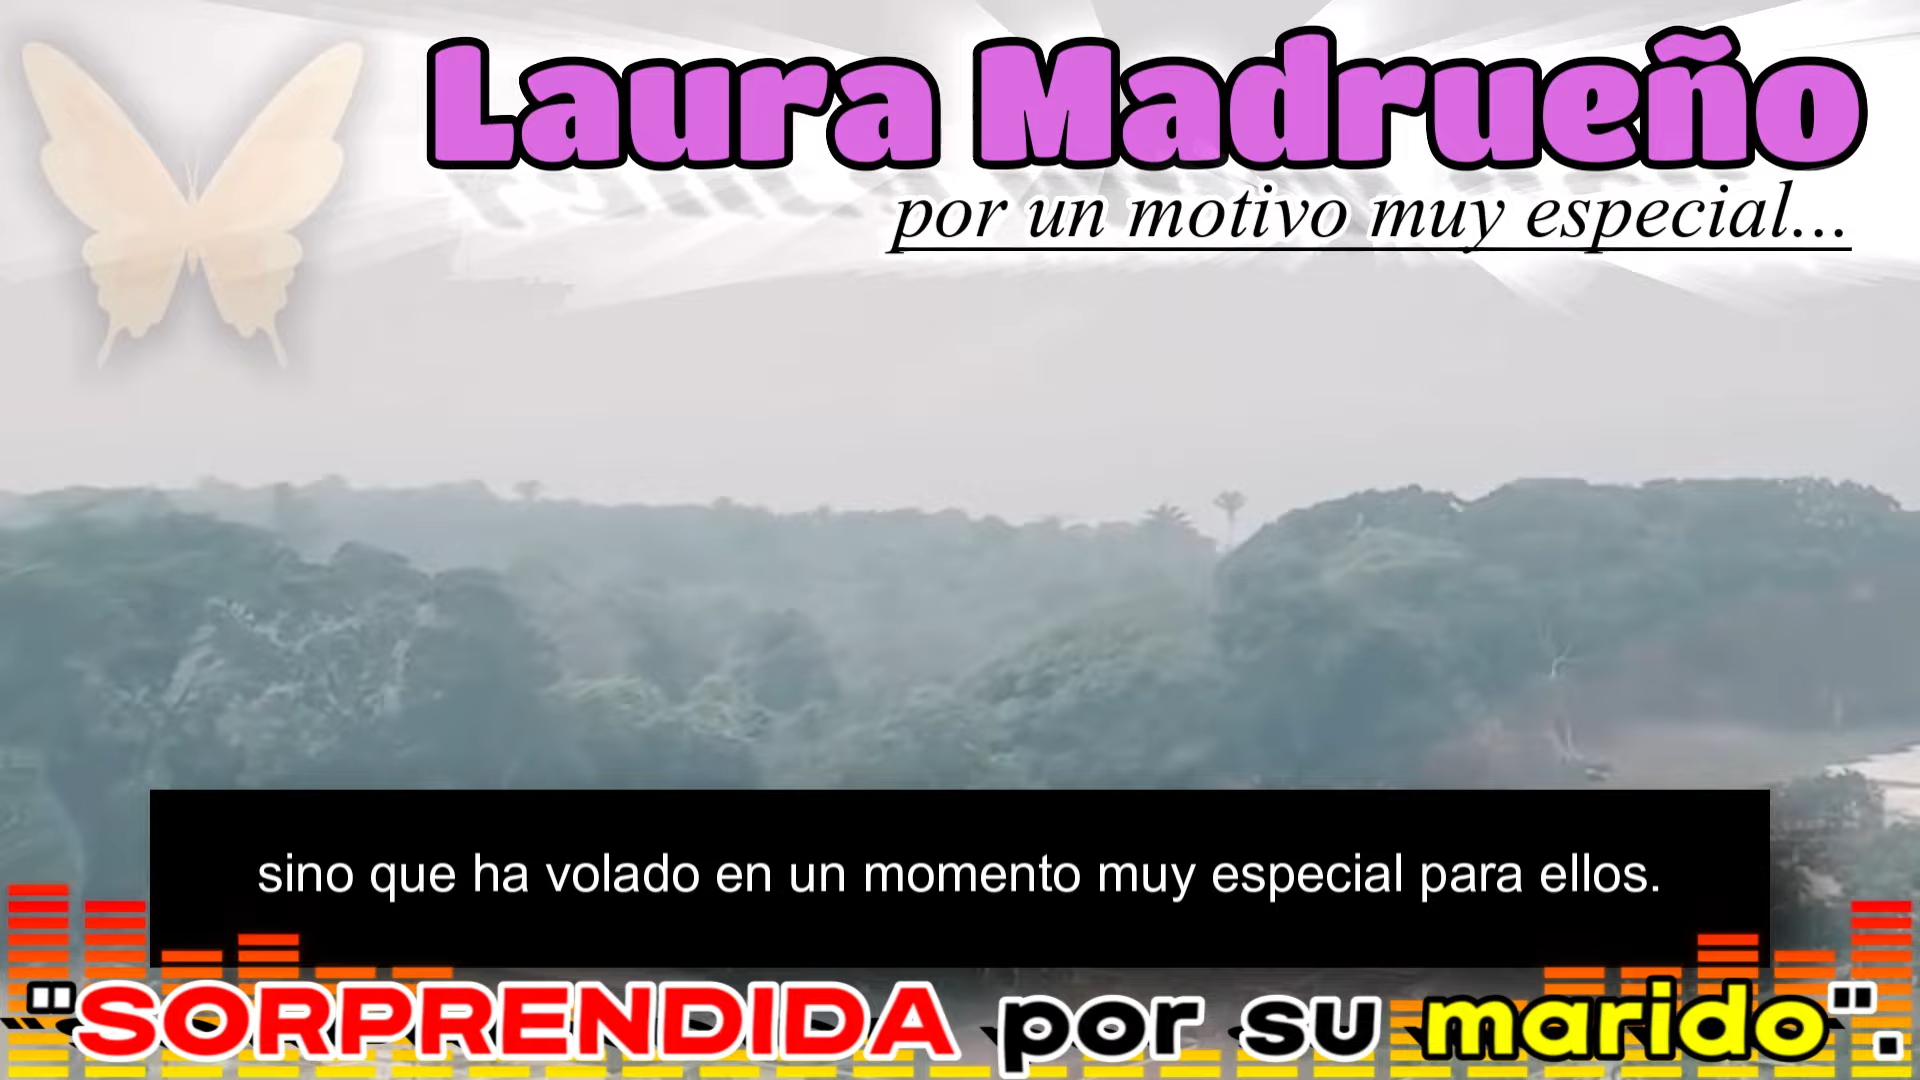 Laura Madrueño
por un motivo muy especial...
sino que ha volado en un momento muy especial para ellos.
"SORPRENDIDA por su marido".